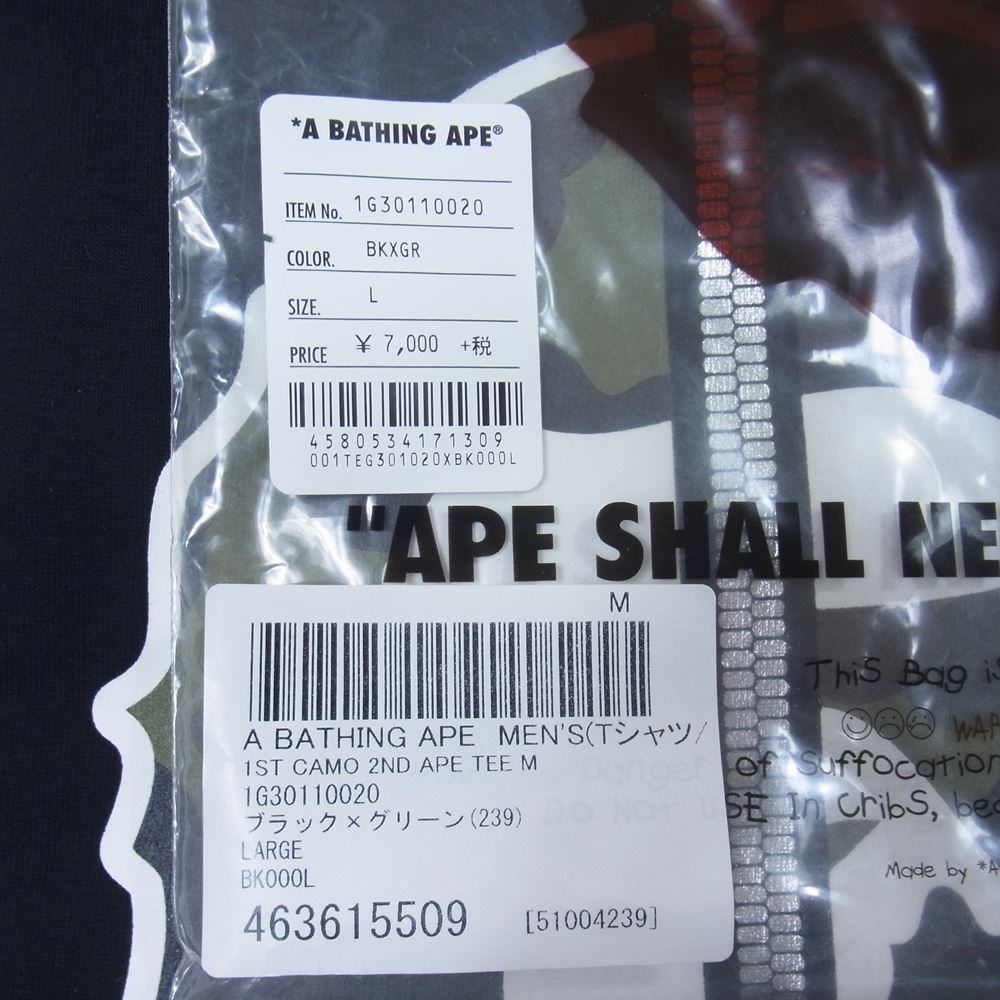 *A BATHING APE®
ITEM No. 1G30110020
COLOR. BKXGR
SIZE. L
PRICE ¥ 7,000 +税
4580534171309
001TEG301020XBK000L
"APE SHALL NE
M
A BATHING APE MEN'S(Tシャツ/
1ST CAMO 2ND APE TEE M
1G30110020
ブラック×グリーン(239)
LARGE
BK000L
463615509 [51004239]
ThiS Bag is
WAR
Danger of Suffocation
Do Not USE In CribS, be
Made by *A